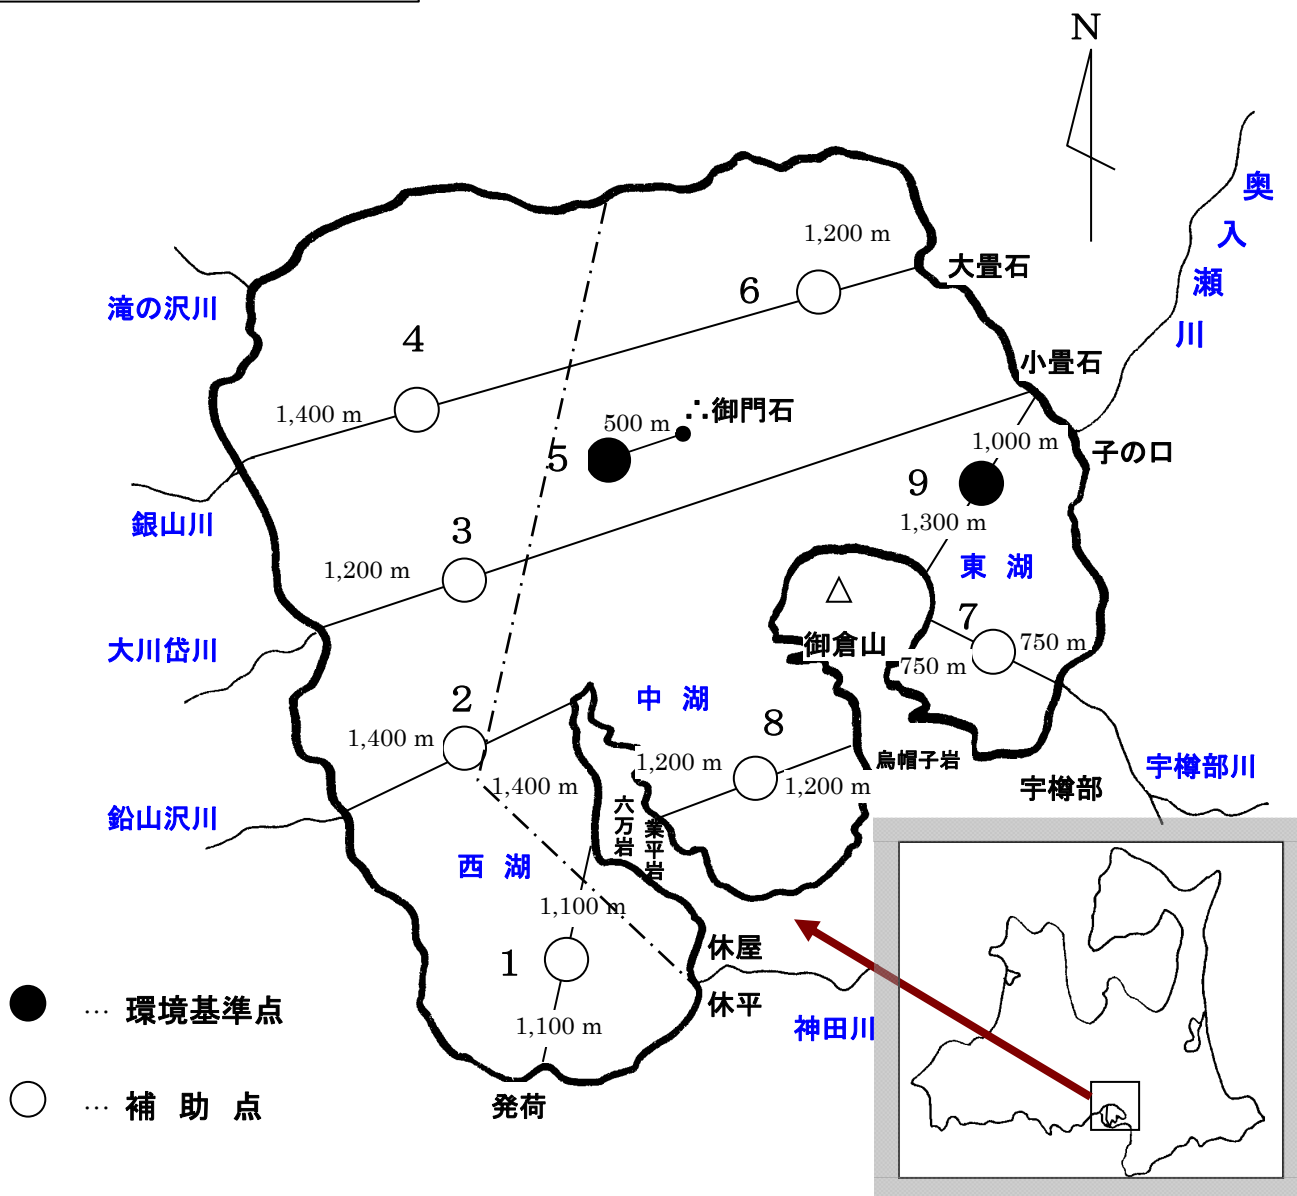 N
奥入瀬川
1,200 m
大畳石
6
滝の沢川
4
小畳石
1,400 m
御門石
500 m
5
1,000 m
子の口
9
銀山川
3
1,300 m
1,200 m
東 湖
7
大川岱川
御倉山
750 m
750 m
2
中 湖
8
1,400 m
烏帽子岩
1,200 m
宇樽部川
1,400 m
1,200 m
宇樽部
鉛山沢川
六万岩
業平岩
西 湖
1,100 m
休屋
1
休平
… 環境基準点
1,100 m
神田川
… 補 助 点
発荷